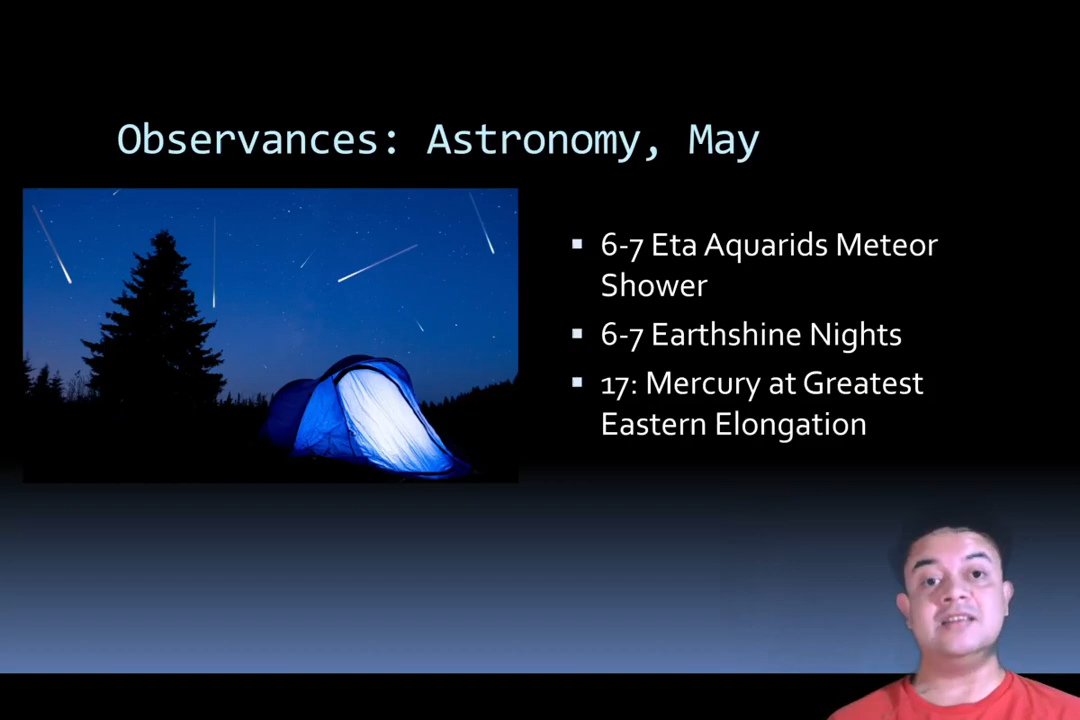 Observances: Astronomy, May
6-7 Eta Aquarids Meteor
Shower
6-7 Earthshine Nights
17: Mercury at Greatest
Eastern Elongation